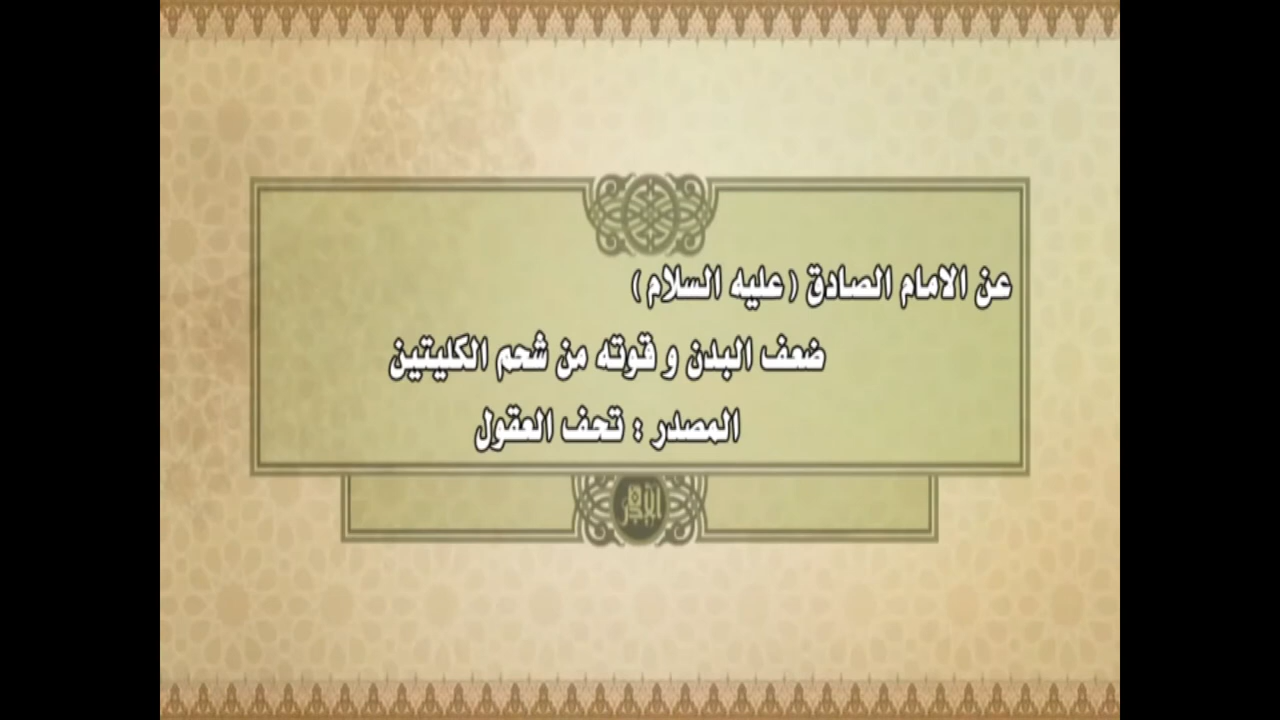 عن الامام الصادق (عليه السلام)
ضعف البدن و قوته من شحم الكليتين
المصدر : تحف العقول